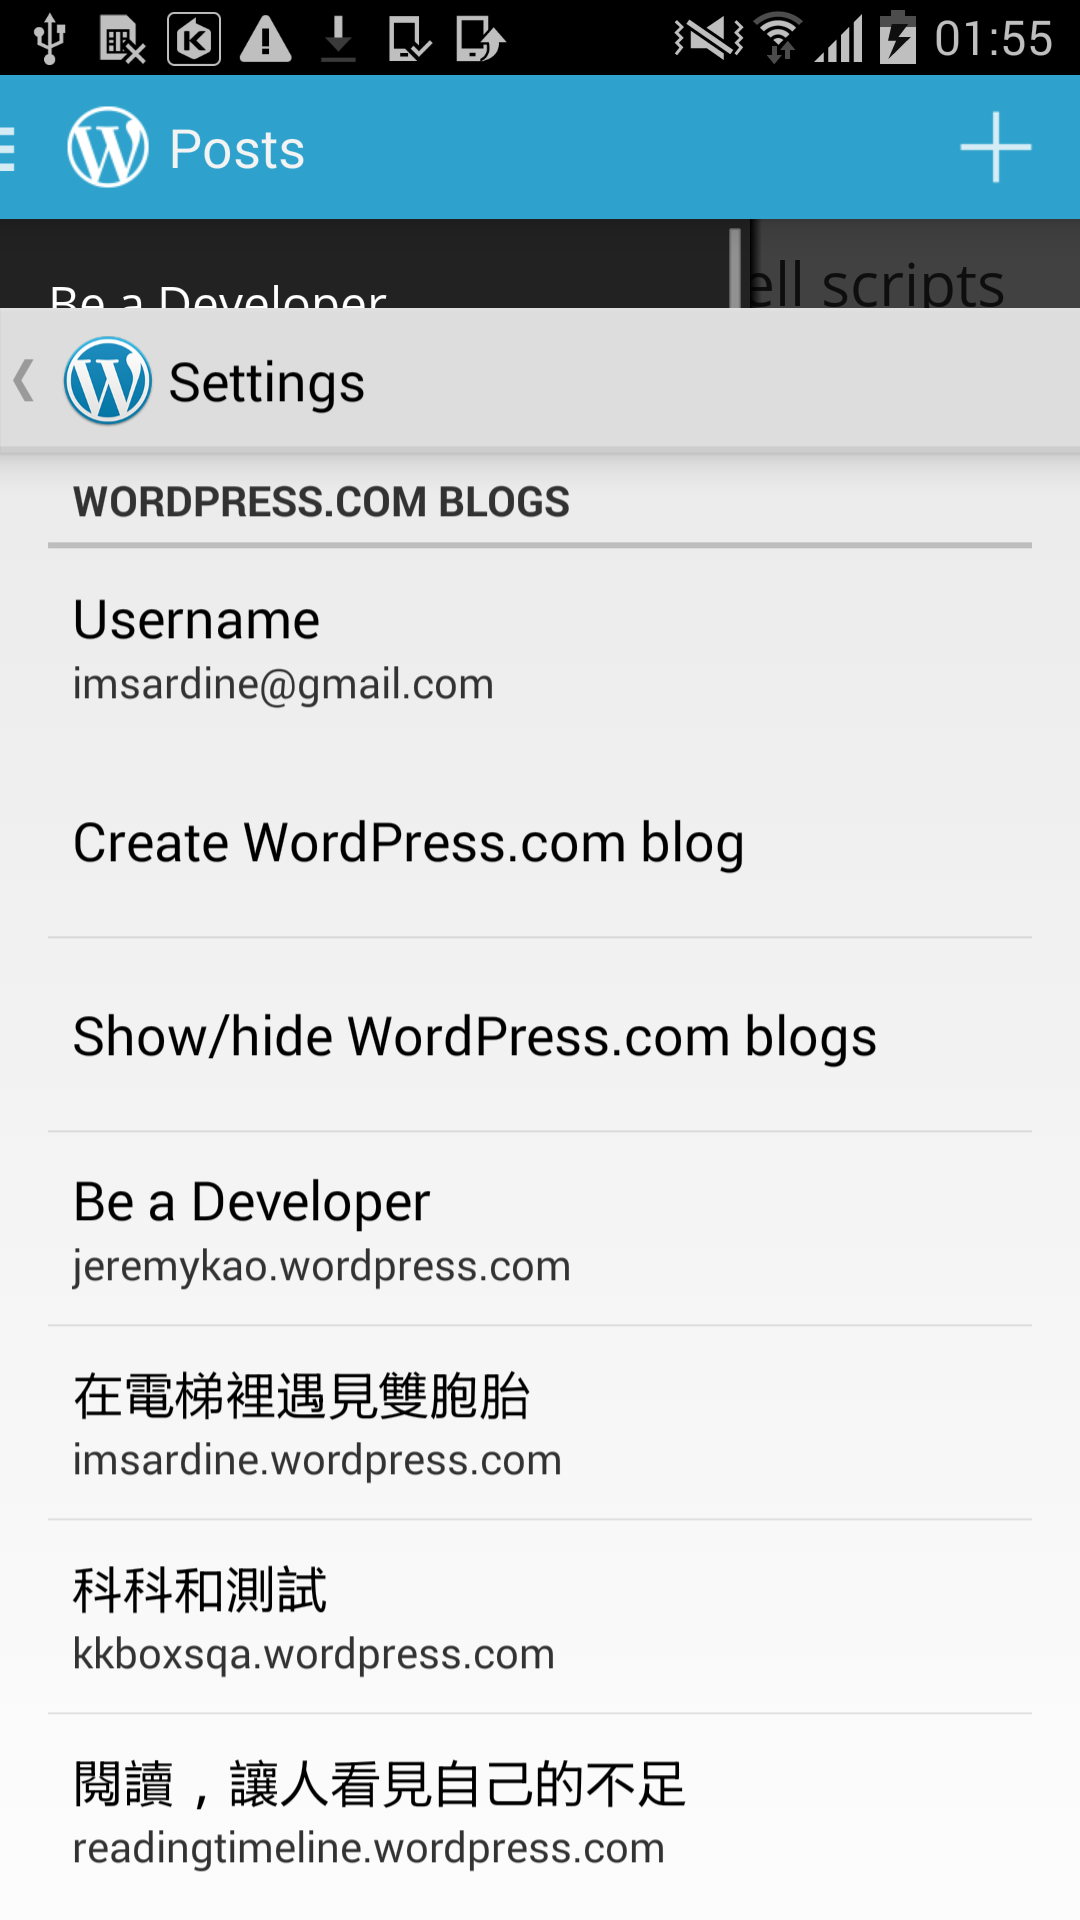 01:55
Posts
Be a Developer
ell scripts
Settings
WORDPRESS.COM BLOGS
Username
imsardine@gmail.com
Create WordPress.com blog
Show/hide WordPress.com blogs
Be a Developer
jeremykao.wordpress.com
在電梯裡遇見雙胞胎
imsardine.wordpress.com
科科和測試
kkboxsqa.wordpress.com
閱讀，讓人看見自己的不足
readingtimeline.wordpress.com